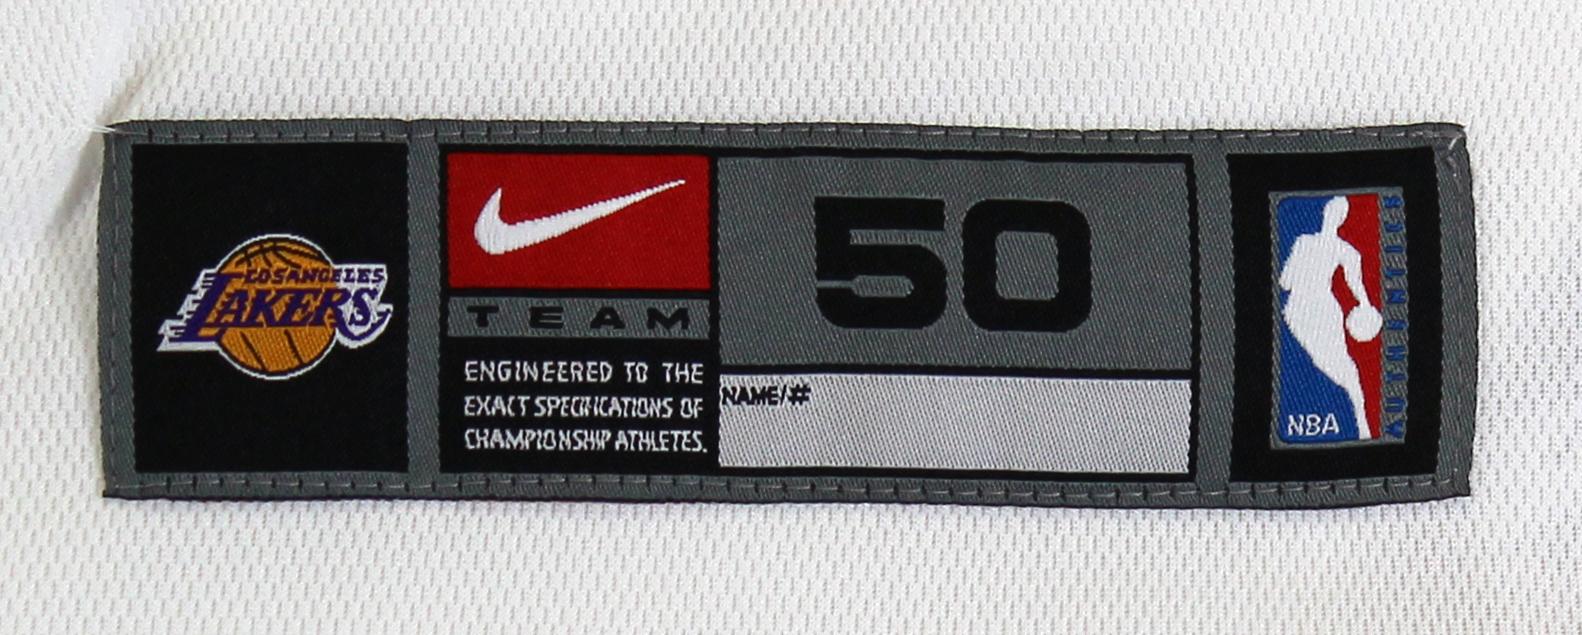 LOS ANGELES
LAKERS
TEAM
ENGINEERED TO THE
EXACT SPECIFICATIONS OF
CHAMPIONSHIP ATHLETES.
50
NAME/#
NBA
AUTHENTICS